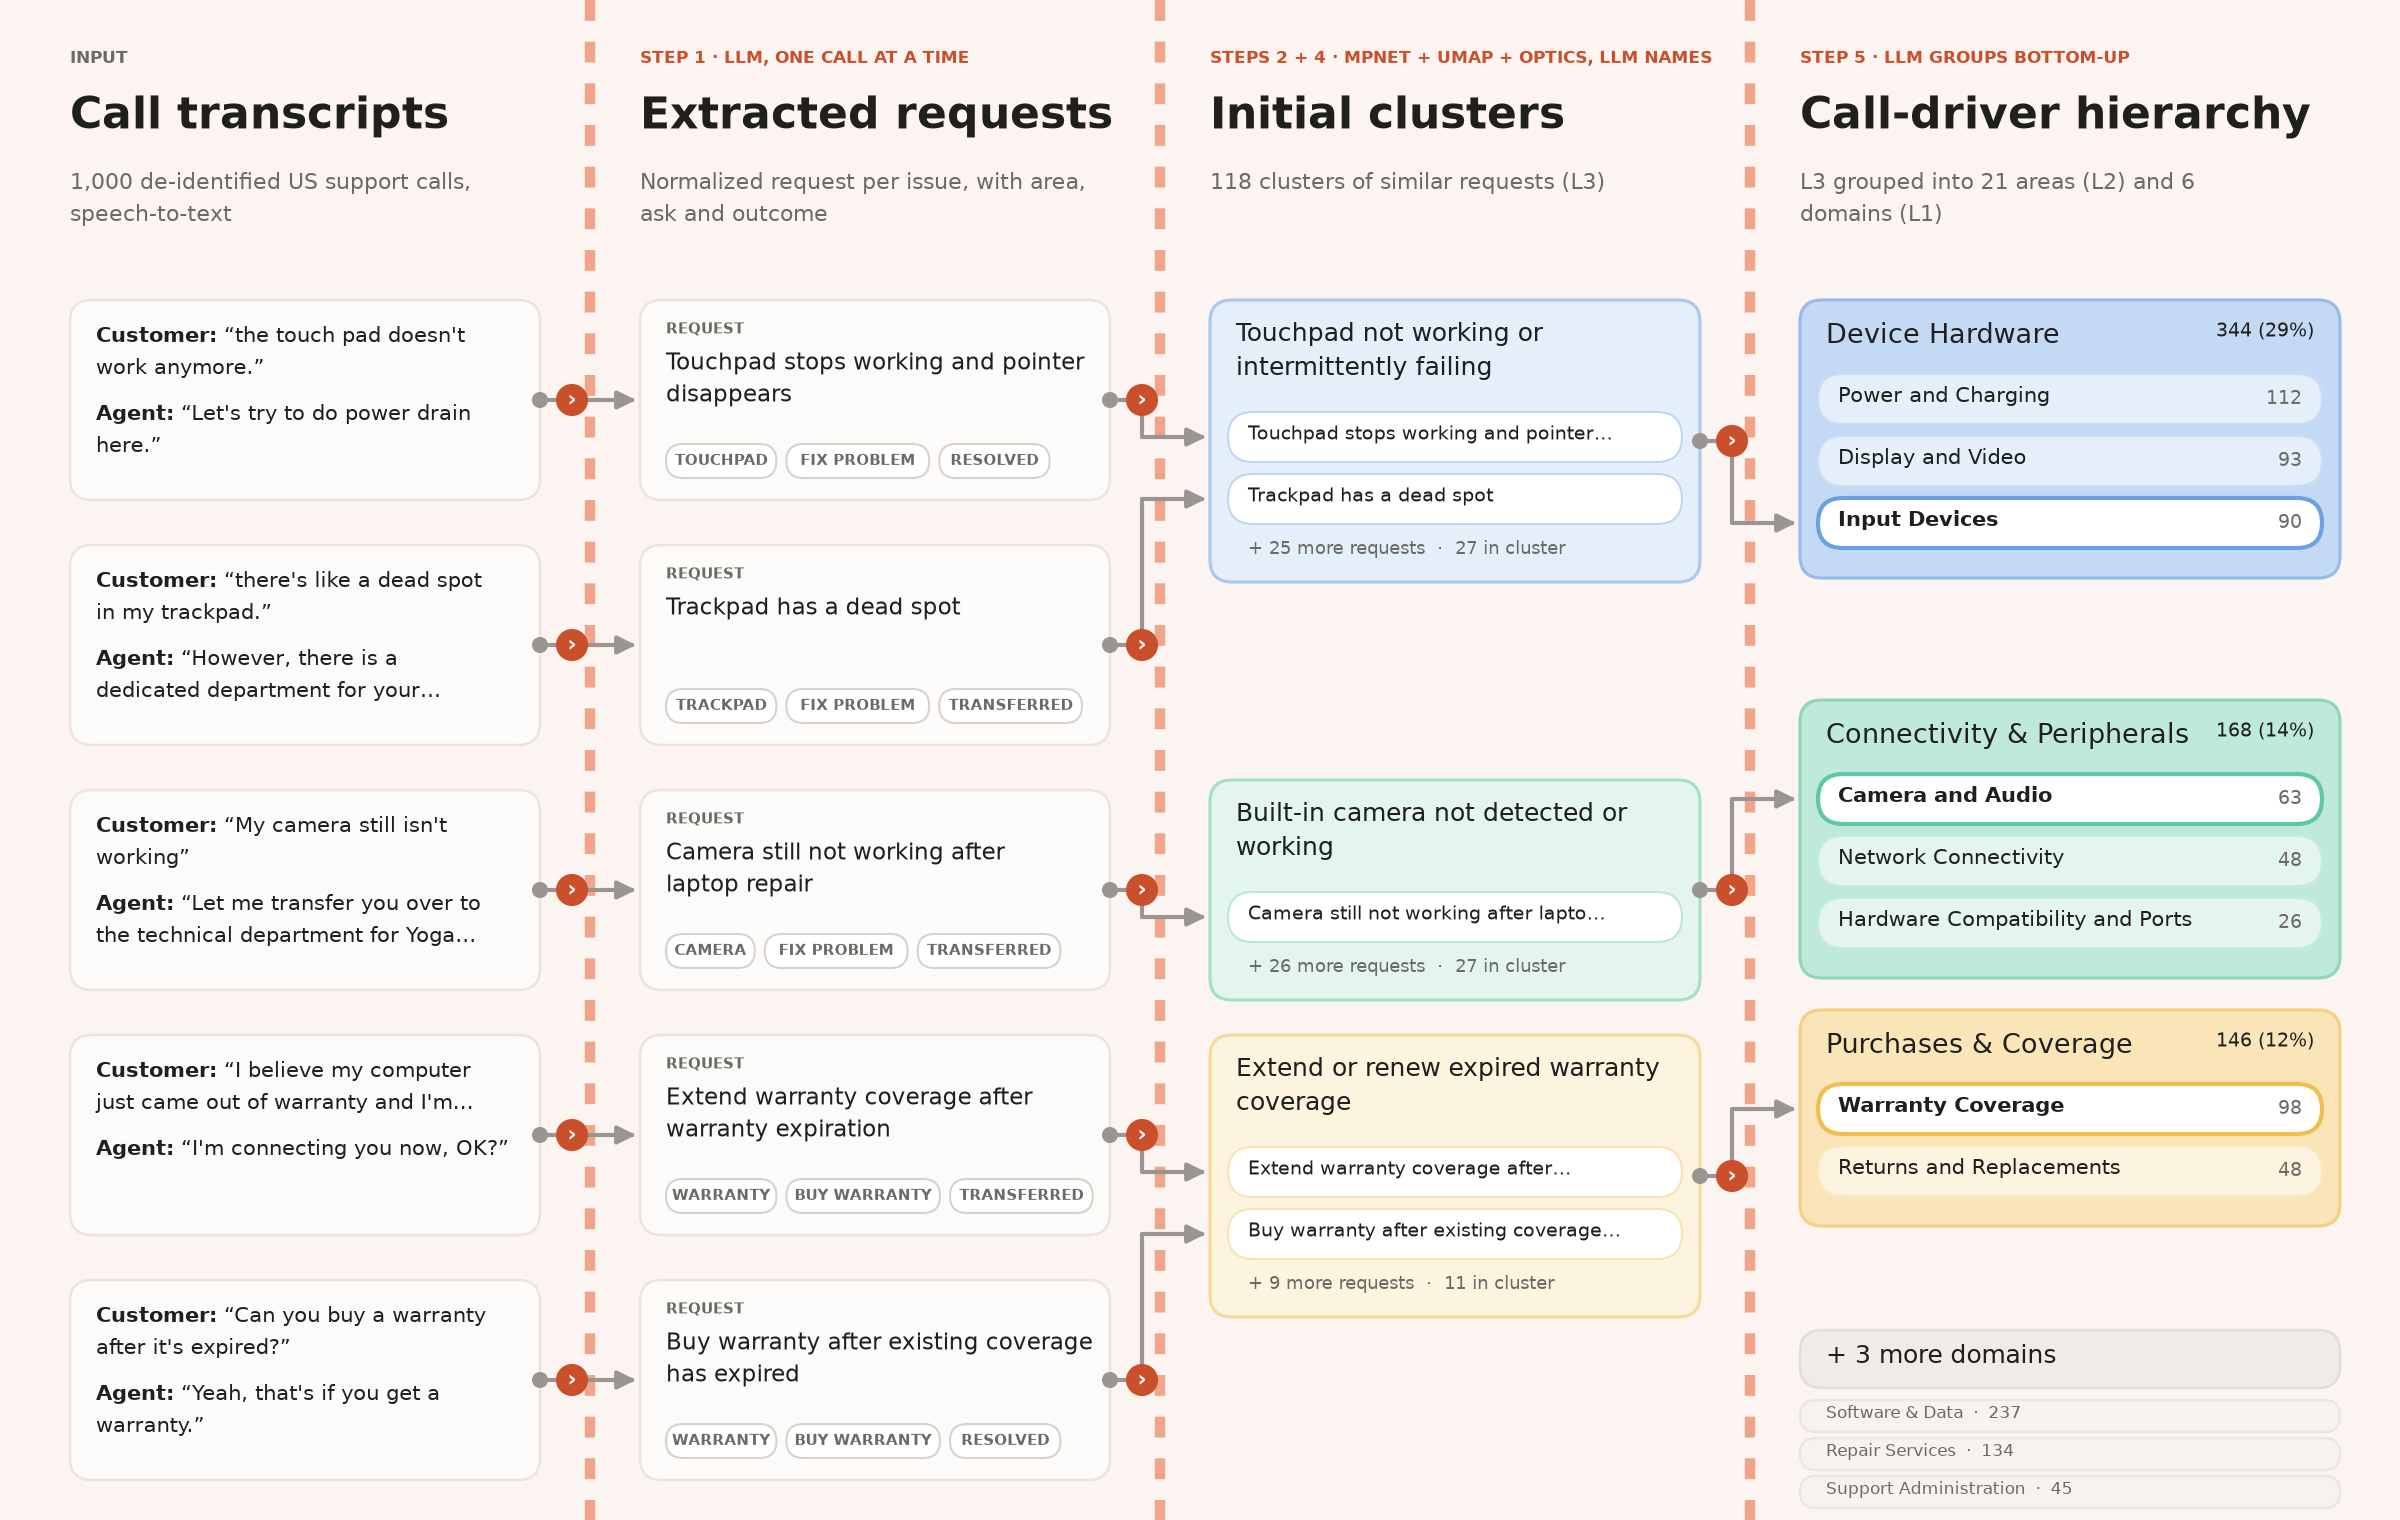 INPUT
Call transcripts
1,000 de-identified US support calls,
speech-to-text
Customer: “the touch pad doesn't
work anymore.”
Agent: “Let's try to do power drain
here.”
Customer: “there's like a dead spot
in my trackpad.”
Agent: “However, there is a
dedicated department for your…
Customer: “My camera still isn't
working”
Agent: “Let me transfer you over to
the technical department for Yoga…
Customer: “I believe my computer
just came out of warranty and I'm…
Agent: “I'm connecting you now, OK?”
Customer: “Can you buy a warranty
after it's expired?”
Agent: “Yeah, that's if you get a
warranty.”
STEP 1 · LLM, ONE CALL AT A TIME
Extracted requests
Normalized request per issue, with area,
ask and outcome
REQUEST
Touchpad stops working and pointer
disappears
TOUCHPAD FIX PROBLEM RESOLVED
REQUEST
Trackpad has a dead spot
TRACKPAD FIX PROBLEM TRANSFERRED
REQUEST
Camera still not working after
laptop repair
CAMERA FIX PROBLEM TRANSFERRED
REQUEST
Extend warranty coverage after
warranty expiration
WARRANTY BUY WARRANTY TRANSFERRED
REQUEST
Buy warranty after existing coverage
has expired
WARRANTY BUY WARRANTY RESOLVED
STEPS 2 + 4 · MPNET + UMAP + OPTICS, LLM NAMES
Initial clusters
118 clusters of similar requests (L3)
Touchpad not working or
intermittently failing
Touchpad stops working and pointer…
Trackpad has a dead spot
+ 25 more requests · 27 in cluster
Built-in camera not detected or
working
Camera still not working after lapto…
+ 26 more requests · 27 in cluster
Extend or renew expired warranty
coverage
Extend warranty coverage after…
Buy warranty after existing coverage…
+ 9 more requests · 11 in cluster
STEP 5 · LLM GROUPS BOTTOM-UP
Call-driver hierarchy
L3 grouped into 21 areas (L2) and 6
domains (L1)
Device Hardware 344 (29%)
Power and Charging 112
Display and Video 93
Input Devices 90
Connectivity & Peripherals 168 (14%)
Camera and Audio 63
Network Connectivity 48
Hardware Compatibility and Ports 26
Purchases & Coverage 146 (12%)
Warranty Coverage 98
Returns and Replacements 48
+ 3 more domains
Software & Data · 237
Repair Services · 134
Support Administration · 45